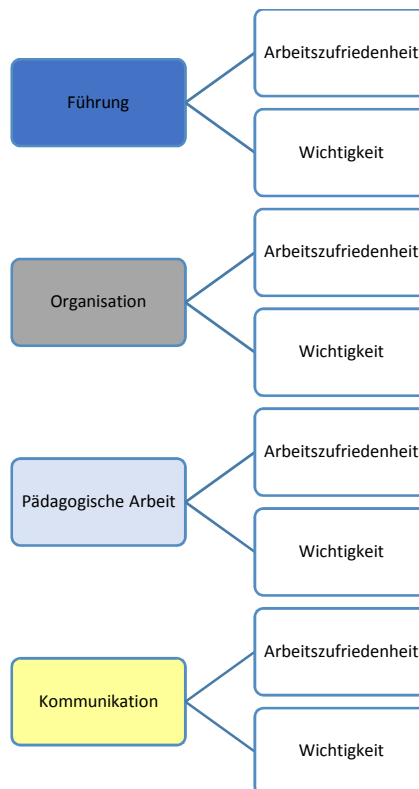 Führung
Arbeitszufriedenheit
Wichtigkeit
Organisation
Arbeitszufriedenheit
Wichtigkeit
Pädagogische Arbeit
Arbeitszufriedenheit
Wichtigkeit
Kommunikation
Arbeitszufriedenheit
Wichtigkeit